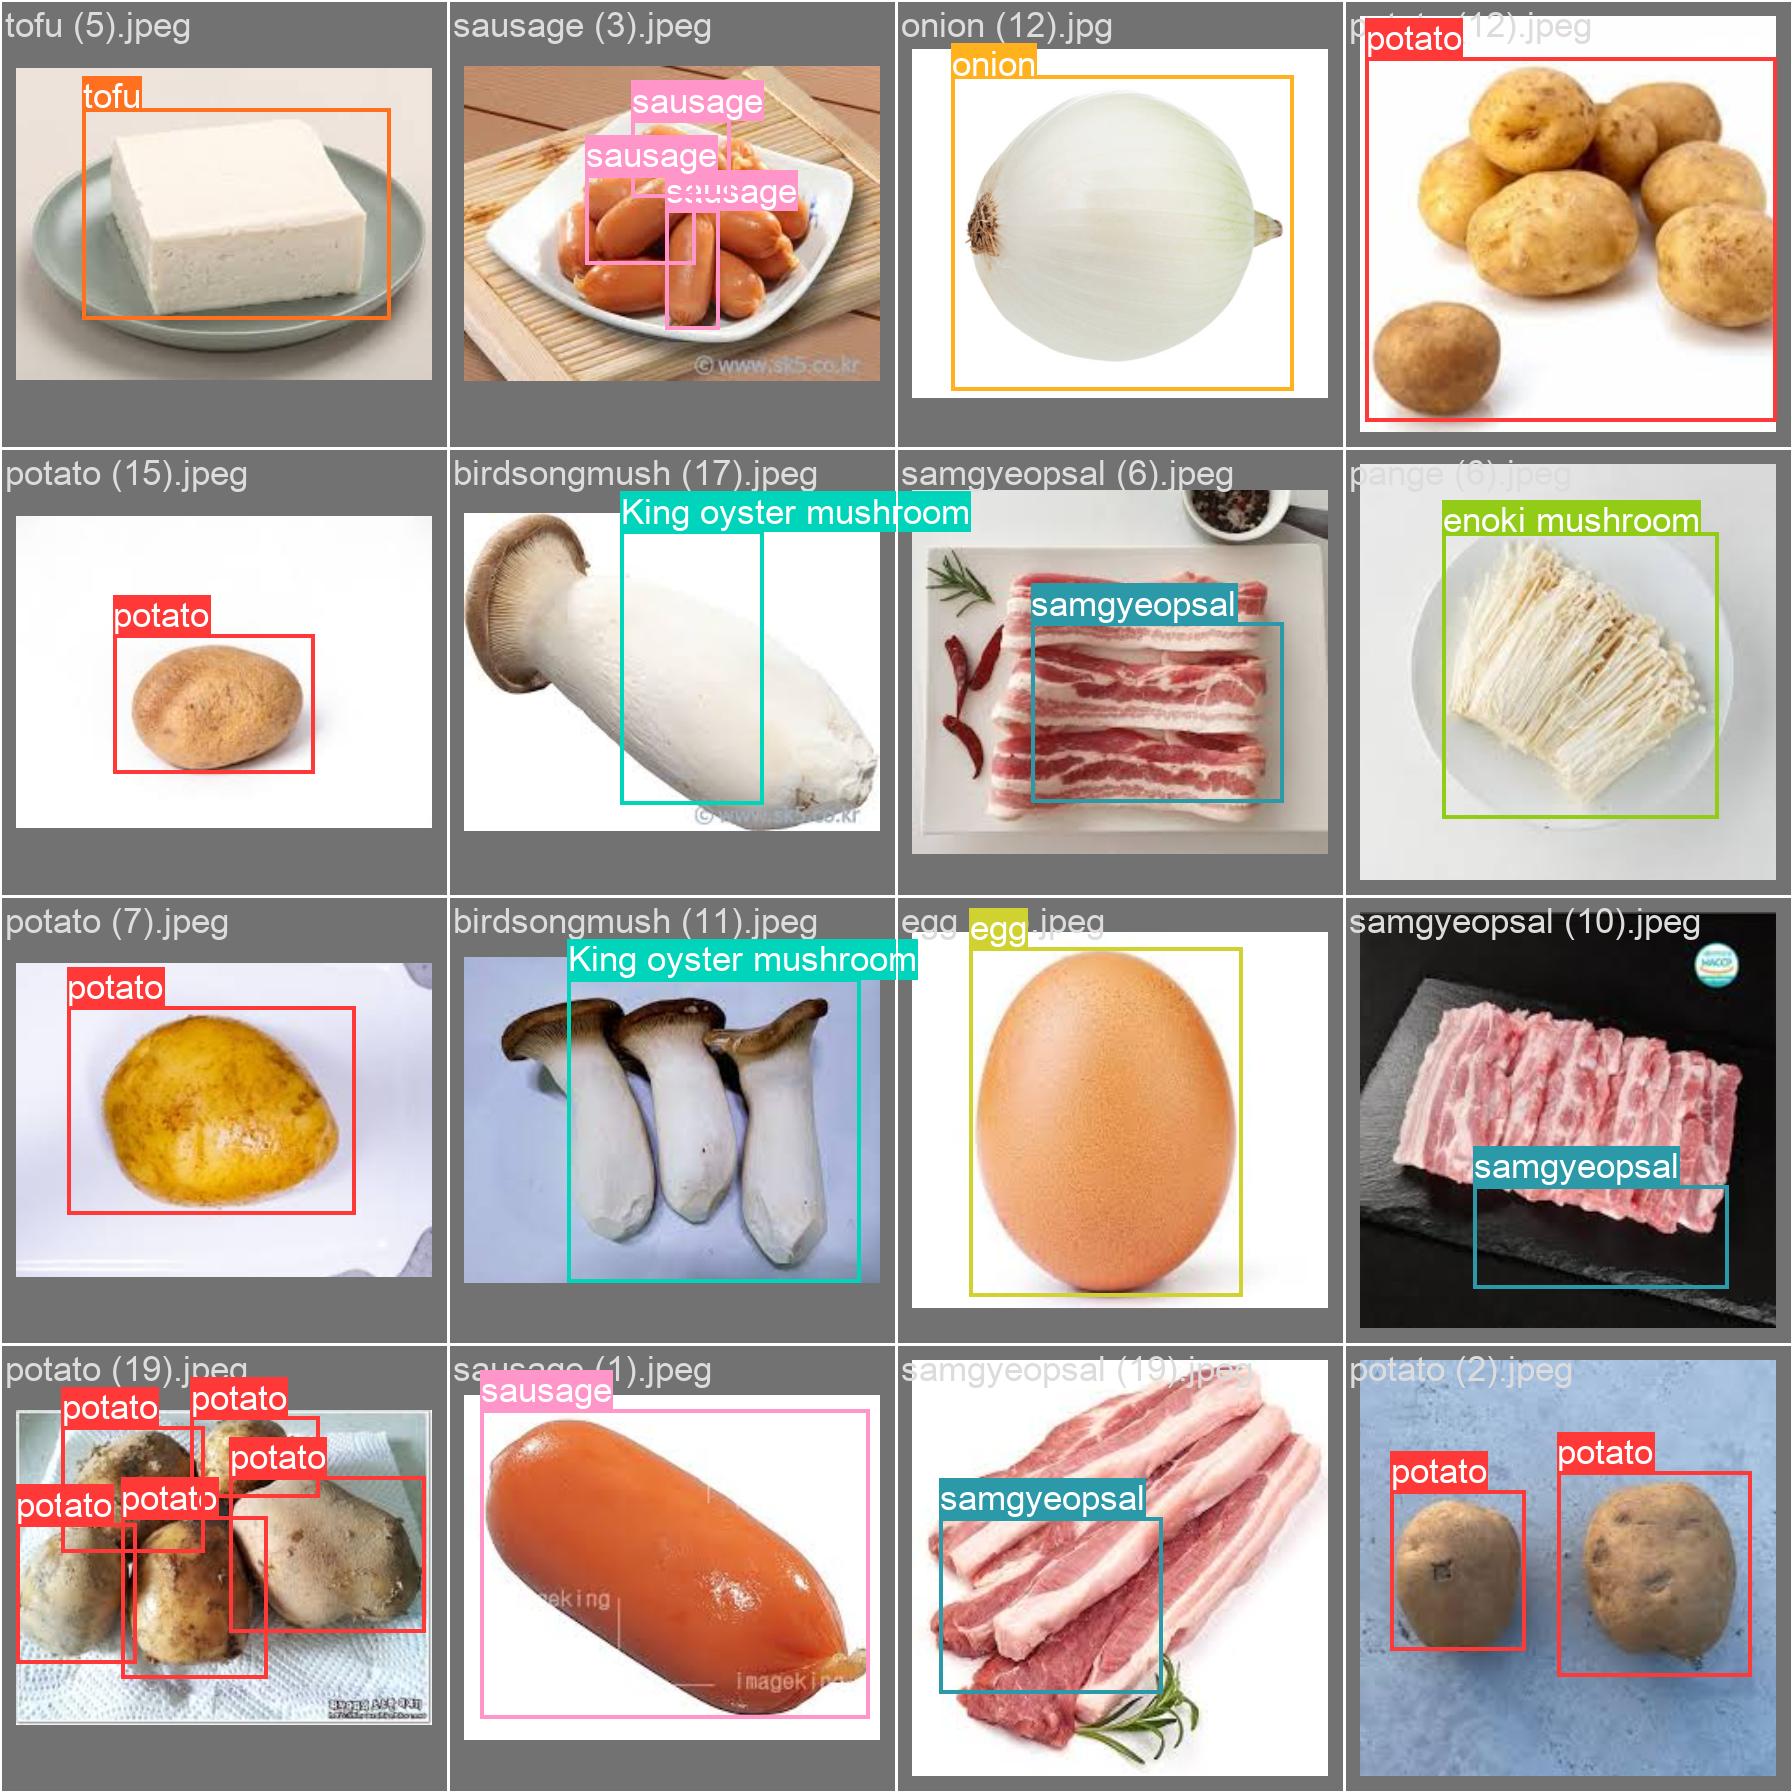 tofu (5).jpeg
tofu
sausage (3).jpeg
sausage
sausage
sausage
© www.sk5.co.kr
onion (12).jpg
onion
potato (12).jpeg
potato
potato (15).jpeg
potato
birdsongmush (17).jpeg
King oyster mushroom
© www.sk5.co.kr
samgyeopsal (6).jpeg
samgyeopsal
pange (6).jpeg
enoki mushroom
potato (7).jpeg
potato
birdsongmush (11).jpeg
King oyster mushroom
egg .jpeg
egg
samgyeopsal (10).jpeg
HACCP
samgyeopsal
potato (19).jpeg
potato
potato
potato
potato
potato
sausage (1).jpeg
sausage
imageking
samgyeopsal (19).jpeg
samgyeopsal
potato (2).jpeg
potato
potato